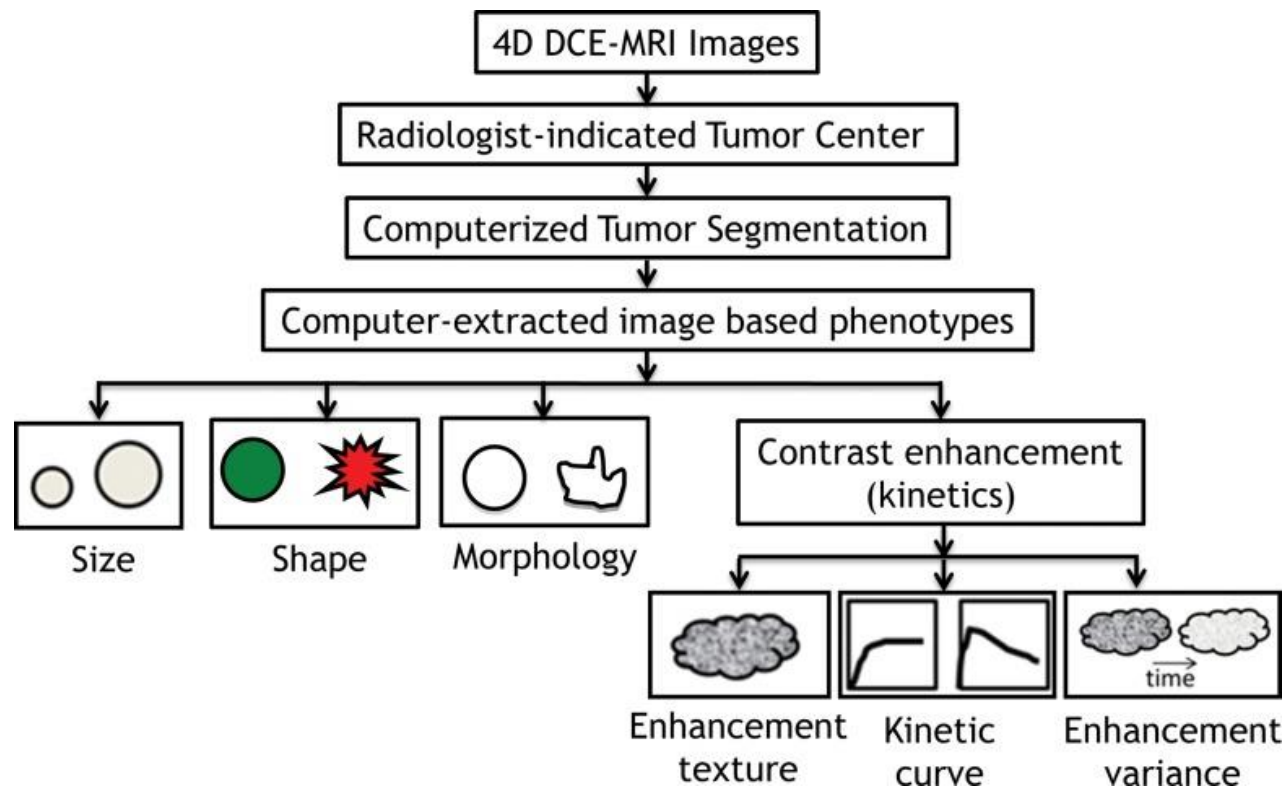 4D DCE-MRI Images
Radiologist-indicated Tumor Center
Computerized Tumor Segmentation
Computer-extracted image based phenotypes
Size
Shape
Morphology
Contrast enhancement
(kinetics)
Enhancement
texture
Kinetic
curve
time
Enhancement
variance